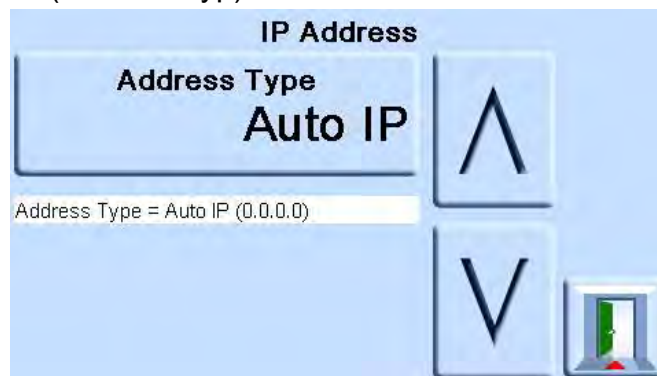 IP Address
Address Type
Auto IP
Address Type = Auto IP (0.0.0.0)